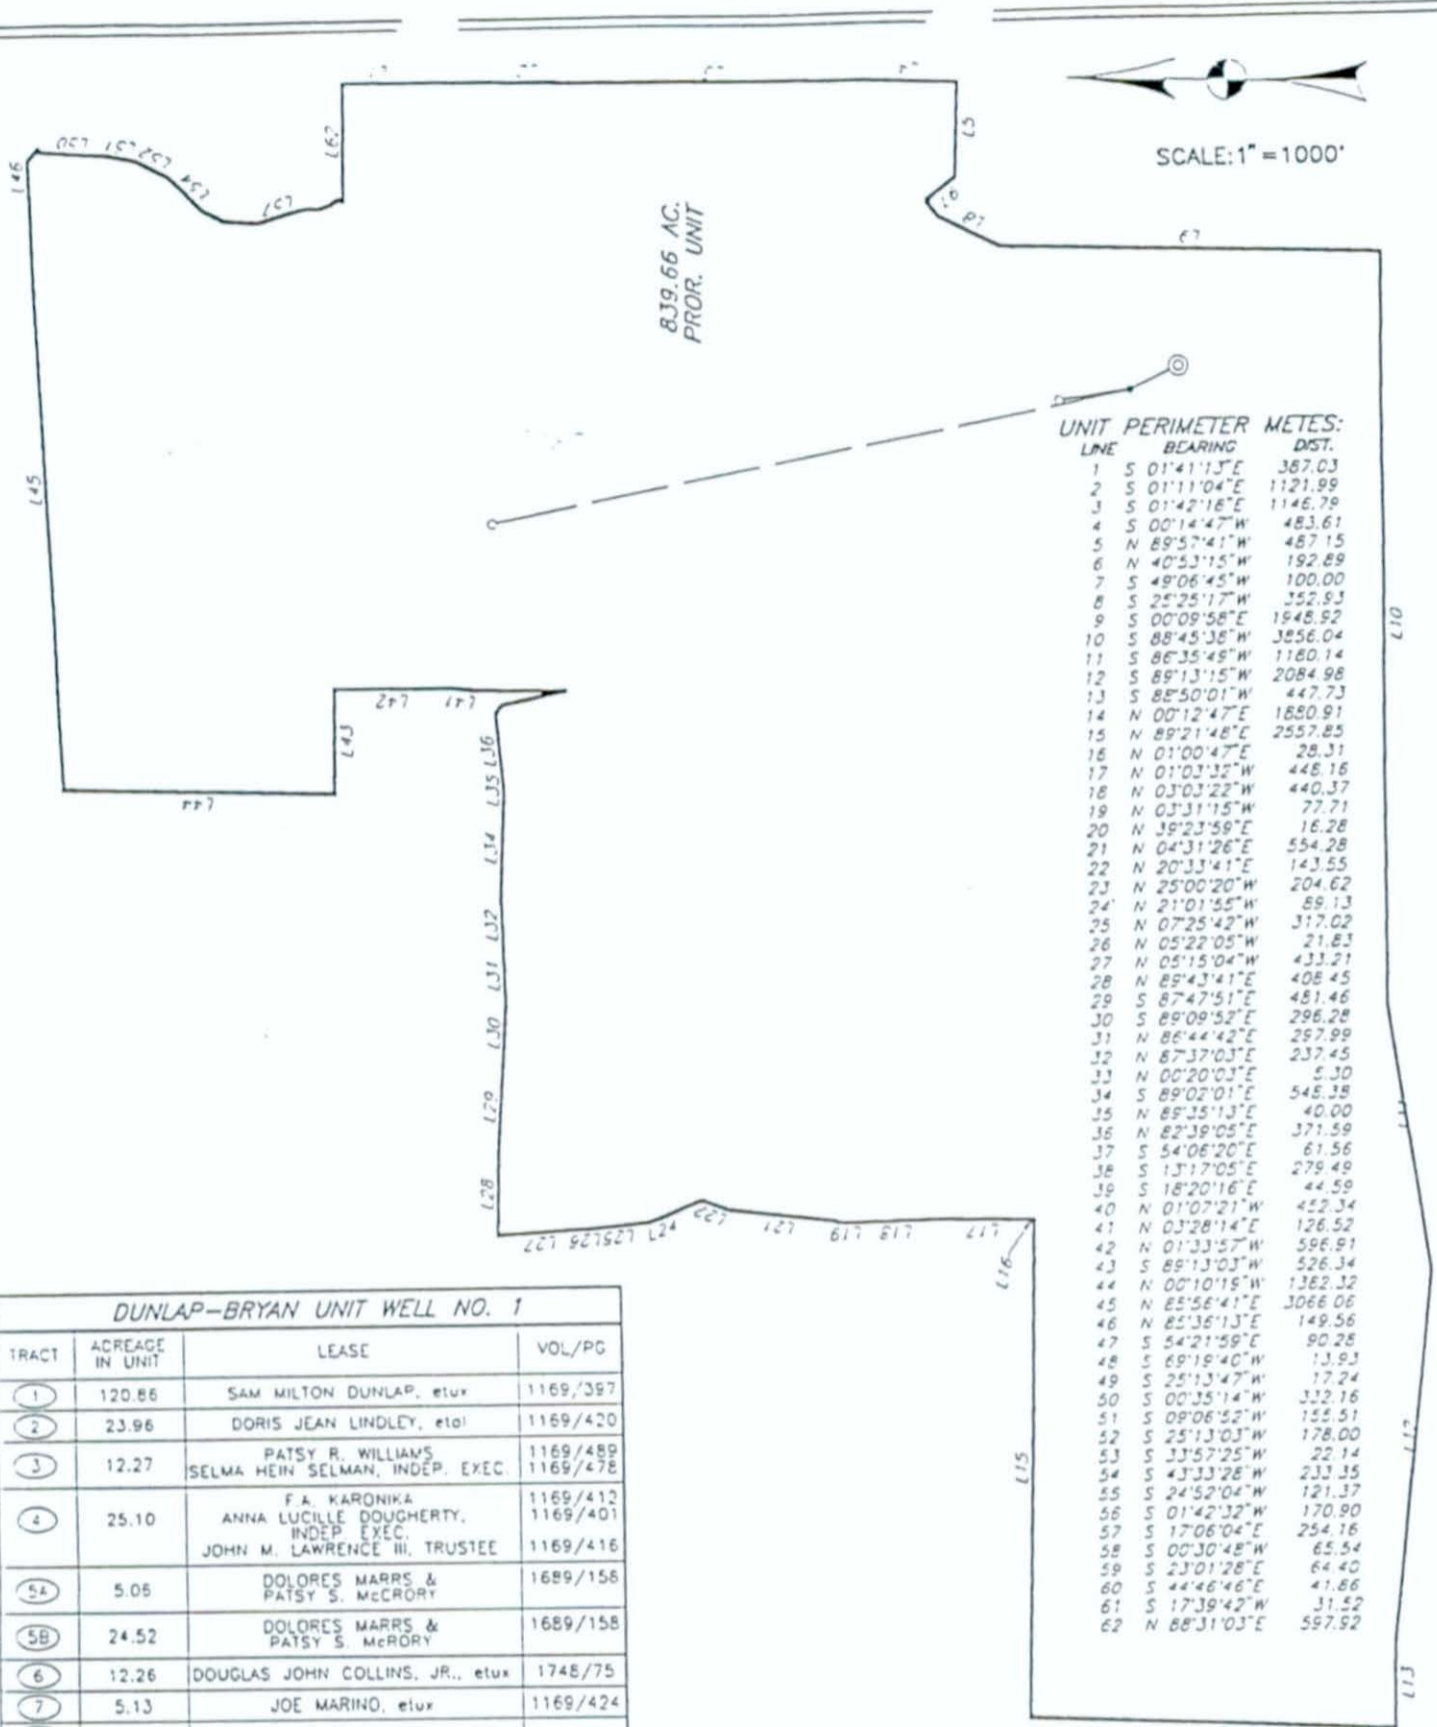 SCALE: 1" = 1000'
839.66 AC.
PROR. UNIT
L62
L5
L6
L8
L9
L46
L50
L51
L52
L54
L57
L45
L10
L42
L41
L43
L44
L36
L35
L34
L32
L31
L30
L29
L28
L27
L26
L25
L24
L22
L21
L19
L18
L17
L16
L15
L12
L13
UNIT PERIMETER METES:
LINE BEARING DIST.
1 S 01°41'13"E 387.03
2 S 01°11'04"E 1121.99
3 S 01°42'16"E 1146.79
4 S 00°14'47"W 483.61
5 N 89°57'41"W 487.15
6 N 40°53'15"W 192.89
7 S 49°06'45"W 100.00
8 S 25°25'17"W 352.93
9 S 00°09'58"E 1948.92
10 S 88°45'38"W 3856.04
11 S 86°35'49"W 1180.14
12 S 89°13'15"W 2084.98
13 S 88°50'01"W 447.73
14 N 00°12'47"E 1880.91
15 N 89°21'48"E 2557.85
16 N 01°00'47"E 28.31
17 N 01°03'32"W 448.16
18 N 03°03'22"W 440.37
19 N 03°31'15"W 77.71
20 N 39°23'59"E 16.28
21 N 04°31'26"E 554.28
22 N 20°33'41"E 143.55
23 N 25°00'20"W 204.62
24 N 21°01'55"W 89.13
25 N 07°25'42"W 317.02
26 N 05°22'05"W 21.83
27 N 05°15'04"W 433.21
28 N 89°43'41"E 408.45
29 S 87°47'51"E 481.46
30 S 89°09'52"E 296.28
31 N 86°44'42"E 297.99
32 N 87°37'03"E 237.45
33 N 00°20'03"E 5.30
34 S 89°02'01"E 545.38
35 N 89°35'13"E 40.00
36 N 82°39'05"E 371.59
37 S 54°06'20"E 61.56
38 S 13°17'05"E 279.49
39 S 18°20'16"E 44.59
40 N 01°07'21"W 452.34
41 N 03°28'14"E 126.52
42 N 01°33'57"W 596.91
43 S 89°13'03"W 526.34
44 N 00°10'19"W 1362.32
45 N 85°56'41"E 3066.06
46 N 85°36'13"E 149.56
47 S 54°21'59"E 90.28
48 S 69°19'40"W 13.93
49 S 25°13'47"W 17.24
50 S 00°35'14"W 332.16
51 S 09°06'52"W 155.51
52 S 25°13'03"W 178.00
53 S 33°57'25"W 22.14
54 S 43°33'28"W 233.35
55 S 24°52'04"W 121.37
56 S 01°42'32"W 170.90
57 S 17°06'04"E 254.16
58 S 00°30'48"W 65.54
59 S 23°01'28"E 64.40
60 S 44°46'46"E 41.86
61 S 17°39'42"W 31.52
62 N 88°31'03"E 597.92
DUNLAP-BRYAN UNIT WELL NO. 1
TRACT ACREAGE IN UNIT LEASE VOL/PG
1 120.86 SAM MILTON DUNLAP, etux 1169/397
2 23.96 DORIS JEAN LINDLEY, etal 1169/420
3 12.27 PATSY R. WILLIAMS 1169/489
SELMA HEIN SELMAN, INDEP. EXEC. 1169/478
4 25.10 F.A. KARONIKA 1169/412
ANNA LUCILLE DOUGHERTY, 1169/401
INDEP. EXEC.
JOHN M. LAWRENCE III, TRUSTEE 1169/416
5A 5.06 DOLORES MARRS & 1689/158
PATSY S. McCRORY
5B 24.52 DOLORES MARRS & 1689/158
PATSY S. McRORY
6 12.26 DOUGLAS JOHN COLLINS, JR., etux 1748/75
7 5.13 JOE MARINO, etux 1169/424